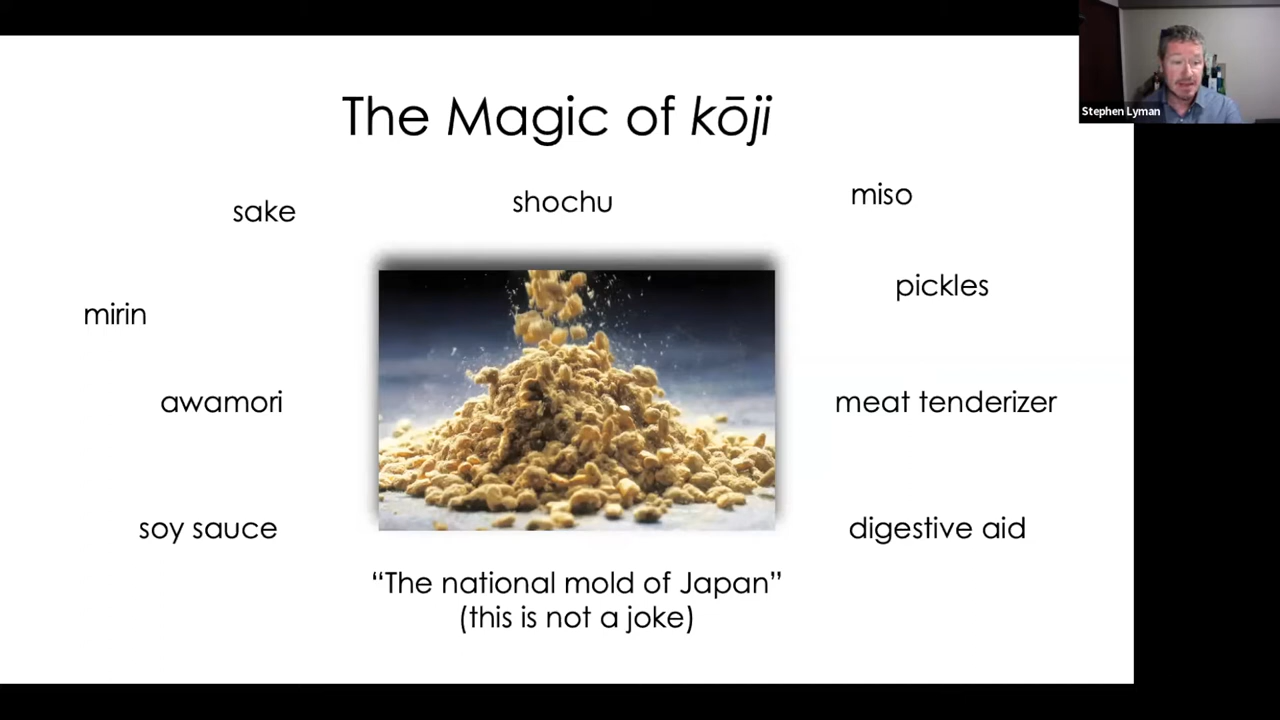 The Magic of kōji
sake
shochu
miso
mirin
pickles
awamori
meat tenderizer
soy sauce
digestive aid
“The national mold of Japan”
(this is not a joke)
Stephen Lyman